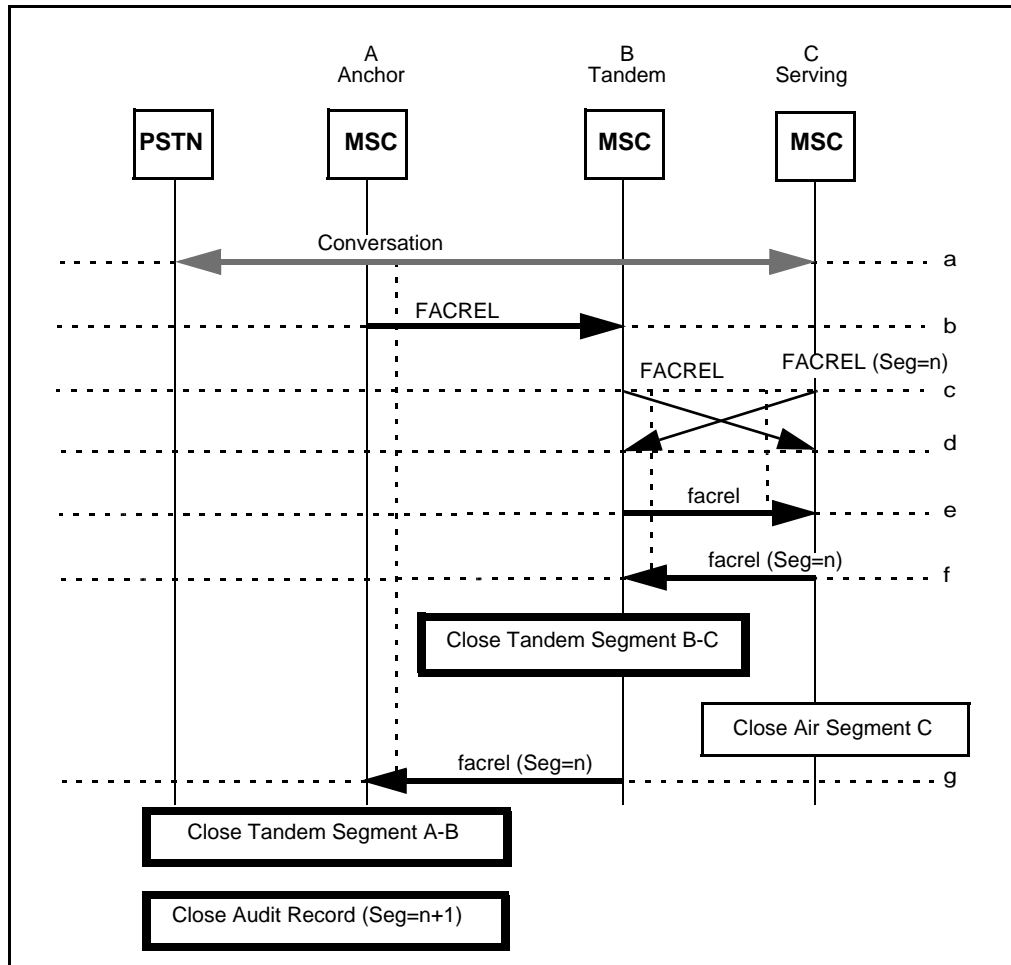 A
Anchor
B
Tandem
C
Serving
PSTN
MSC
MSC
MSC
Conversation
a
FACREL
b
FACREL
FACREL (Seg=n)
c
d
facrel
e
facrel (Seg=n)
f
Close Tandem Segment B-C
Close Air Segment C
facrel (Seg=n)
g
Close Tandem Segment A-B
Close Audit Record (Seg=n+1)